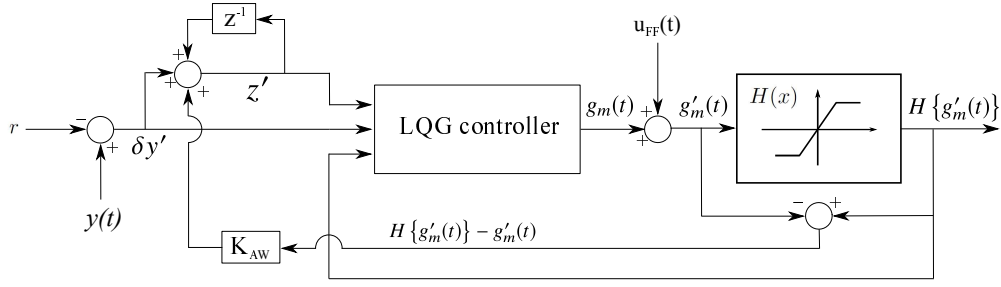 z⁻¹
u_FF(t)
z′
LQG controller
g_m(t)
g′_m(t)
H(x)
H {g′_m(t)}
r
− + + + + + + − +
δy′
y(t)
K_AW
H {g′_m(t)} − g′_m(t)